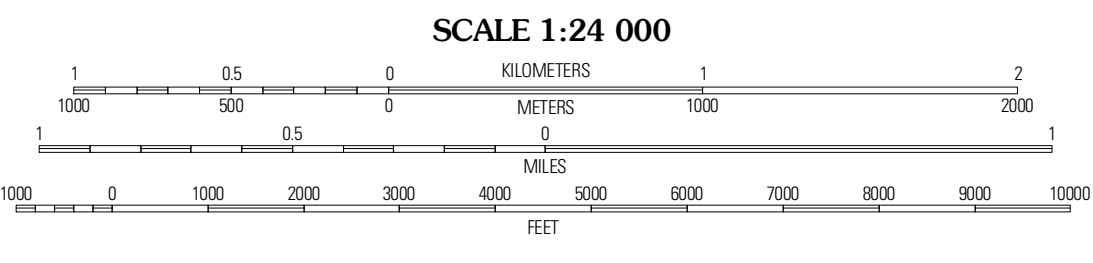 SCALE 1:24 000
1 0.5 0 KILOMETERS 1 2
1000 500 0 METERS 1000 2000
1 0.5 0 1
MILES
1000 0 1000 2000 3000 4000 5000 6000 7000 8000 9000 10000
FEET